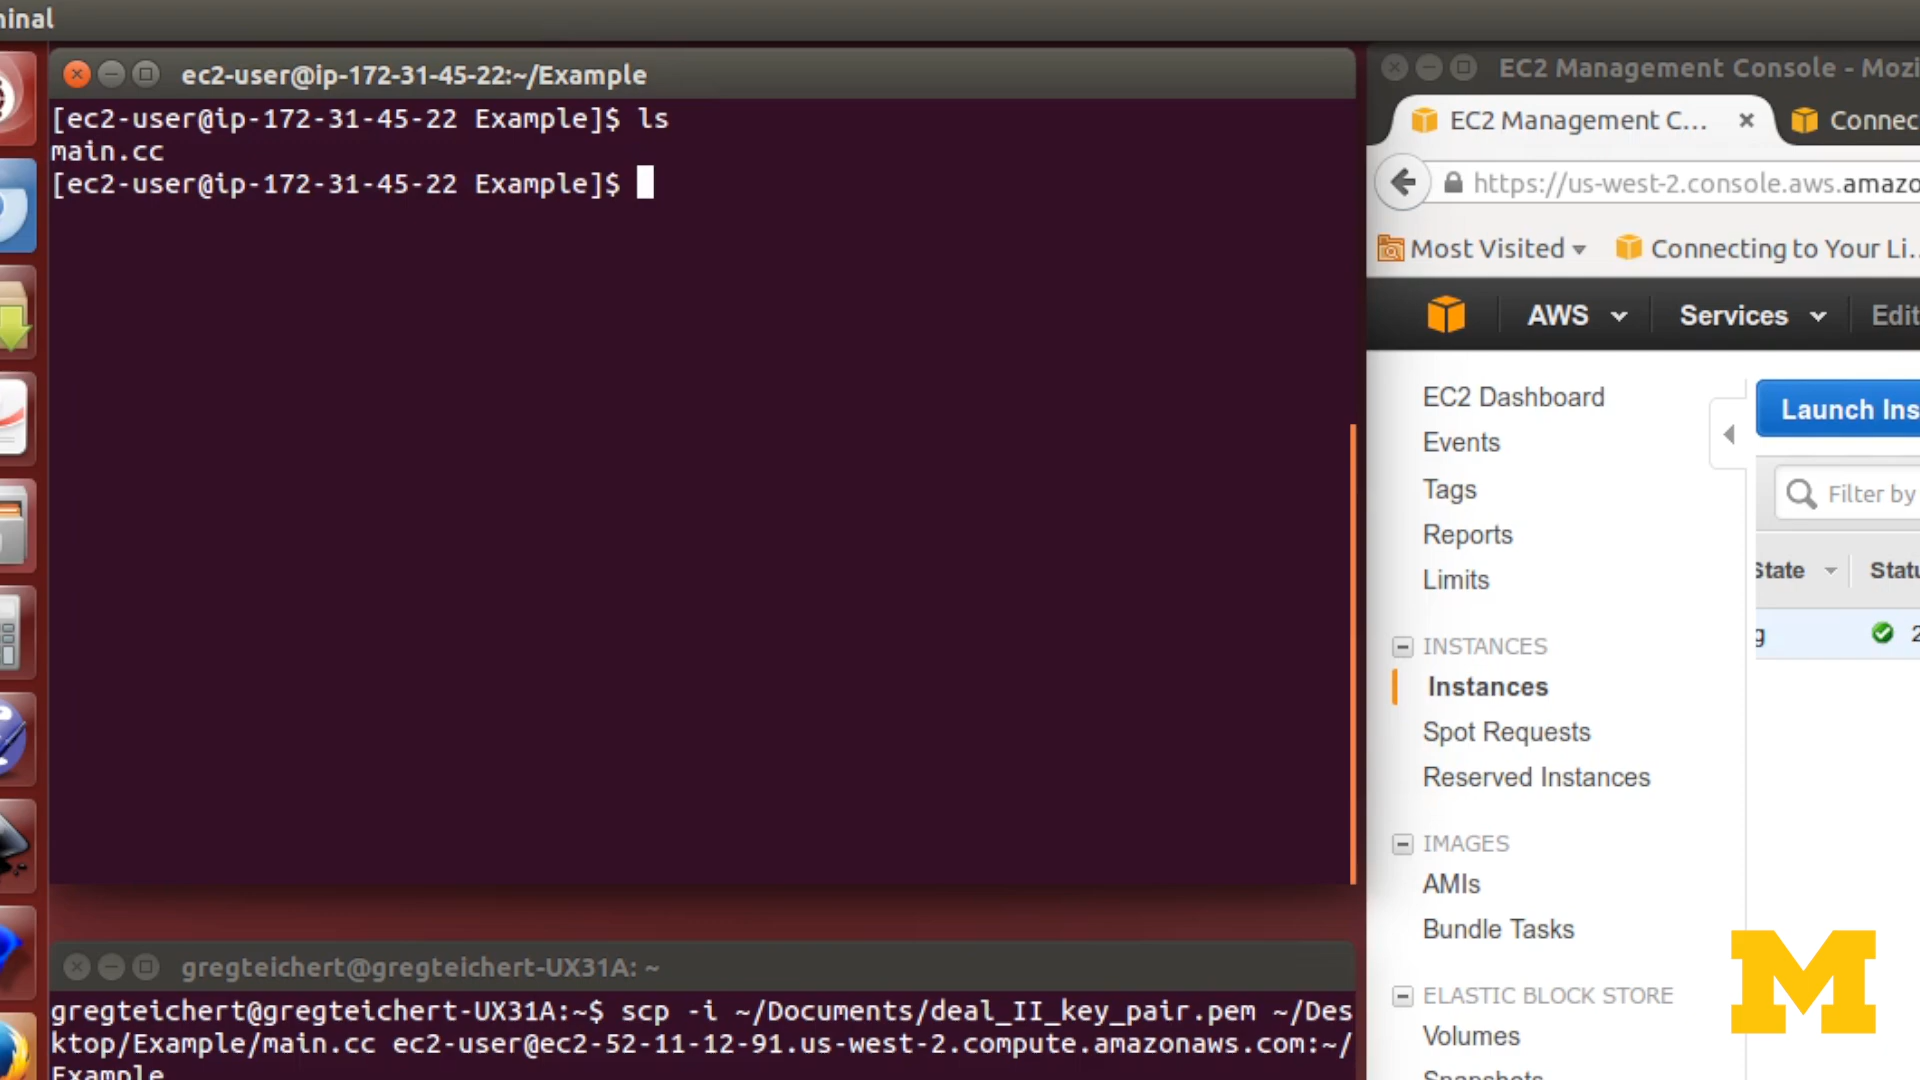 minal
ec2-user@ip-172-31-45-22:~/Example
[ec2-user@ip-172-31-45-22 Example]$ ls
main.cc
[ec2-user@ip-172-31-45-22 Example]$
gregteichert@gregteichert-UX31A: ~
gregteichert@gregteichert-UX31A:~$ scp -i ~/Documents/deal_II_key_pair.pem ~/Des
ktop/Example/main.cc ec2-user@ec2-52-11-12-91.us-west-2.compute.amazonaws.com:~/
Example
EC2 Management Console - Mozi
EC2 Management C...
Connec
https://us-west-2.console.aws.amazo
Most Visited
Connecting to Your Li...
AWS
Services
Edit
EC2 Dashboard
Events
Tags
Reports
Limits
INSTANCES
Instances
Spot Requests
Reserved Instances
IMAGES
AMIs
Bundle Tasks
ELASTIC BLOCK STORE
Volumes
Snapshots
Launch Ins
Filter by
State
Statu
g
2
M